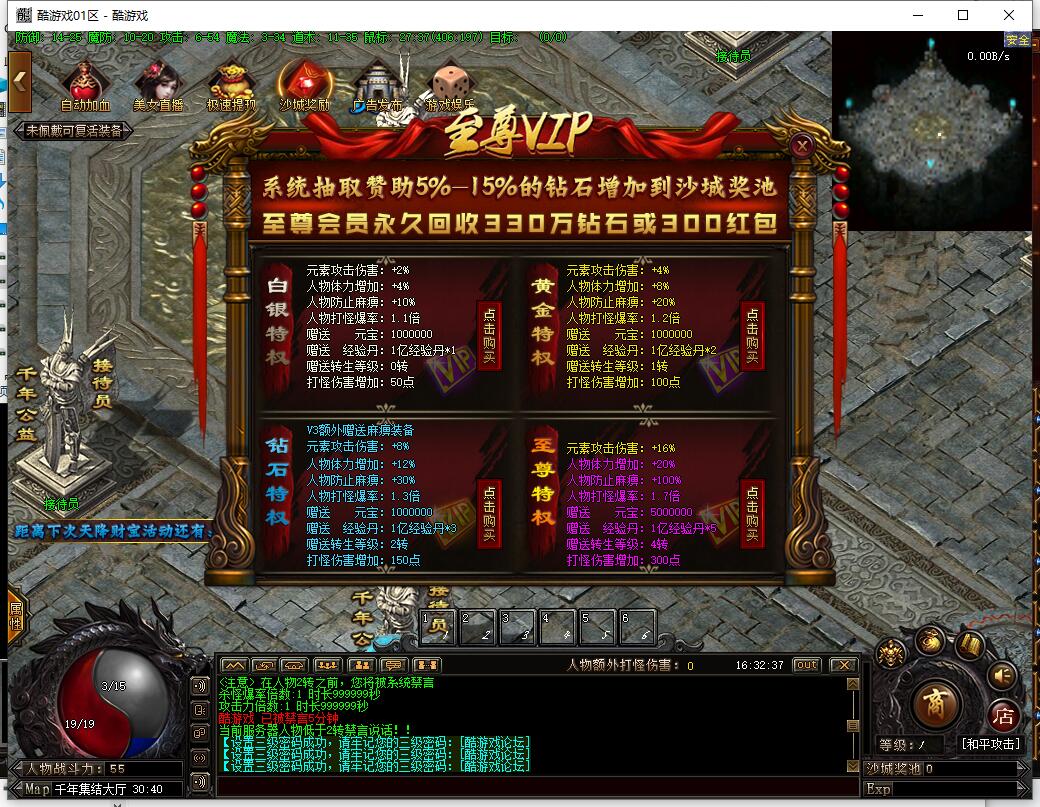 酷游戏01区 - 酷游戏
防御: 14-25 魔防: 10-20 攻击: 6-54 魔法: 3-34 道术: 11-35 鼠标: 27:37(406,197) 目标: (0/0)
安全
0.00B/s
接待员
自动加血 美女直播 极速提现 沙城奖励 广告发布 游戏娱乐
未佩戴可复活装备
至尊VIP
系统抽取赞助5%-15%的钻石增加到沙城奖池
至尊会员永久回收330万钻石或300红包
白银特权
元素攻击伤害: +2%
人物体力增加: +4%
人物防止麻痹: +10%
人物打怪爆率: 1.1倍
赠送 元宝: 1000000
赠送 经验丹: 1亿经验丹*1
赠送转生等级: 0转
打怪伤害增加: 50点
点击购买
VIP
黄金特权
元素攻击伤害: +4%
人物体力增加: +8%
人物防止麻痹: +20%
人物打怪爆率: 1.2倍
赠送 元宝: 1000000
赠送 经验丹: 1亿经验丹*2
赠送转生等级: 1转
打怪伤害增加: 100点
点击购买
VIP
钻石特权
V3额外赠送麻痹装备
元素攻击伤害: +8%
人物体力增加: +12%
人物防止麻痹: +30%
人物打怪爆率: 1.3倍
赠送 元宝: 1000000
赠送 经验丹: 1亿经验丹*3
赠送转生等级: 2转
打怪伤害增加: 150点
点击购买
VIP
至尊特权
元素攻击伤害: +16%
人物体力增加: +20%
人物防止麻痹: +100%
人物打怪爆率: 1.7倍
赠送 元宝: 5000000
赠送 经验丹: 1亿经验丹*5
赠送转生等级: 4转
打怪伤害增加: 300点
点击购买
VIP
千年公益
接待员
接待员
距离下次天降财宝活动还有:
千年公
接待员
属性
1 2 3 4 5 6
1 2 3 4 5 6
人物额外打怪伤害: 0 16:32:37 out X
<注意> 在人物2转之前，您将被系统禁言
杀怪爆率倍数:1 时长999999秒
攻击力倍数:1 时长999999秒
酷游戏 已被禁言5分钟
当前服务器人物低于2转禁言说话！！
【设置三级密码成功，请牢记您的三级密码: [酷游戏论坛]
【设置三级密码成功，请牢记您的三级密码: [酷游戏论坛]
【设置三级密码成功，请牢记您的三级密码: [酷游戏论坛]
3/15
19/19
人物战斗力: 55
Map 千年集结大厅 30:40
商
店
等级: / [和平攻击]
沙城奖池 0
Exp